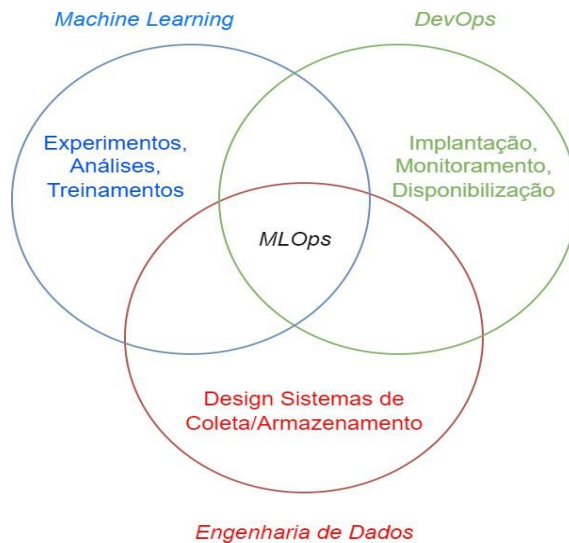 Machine Learning
DevOps
Experimentos,
Análises,
Treinamentos
Implantação,
Monitoramento,
Disponibilização
MLOps
Design Sistemas de
Coleta/Armazenamento
Engenharia de Dados